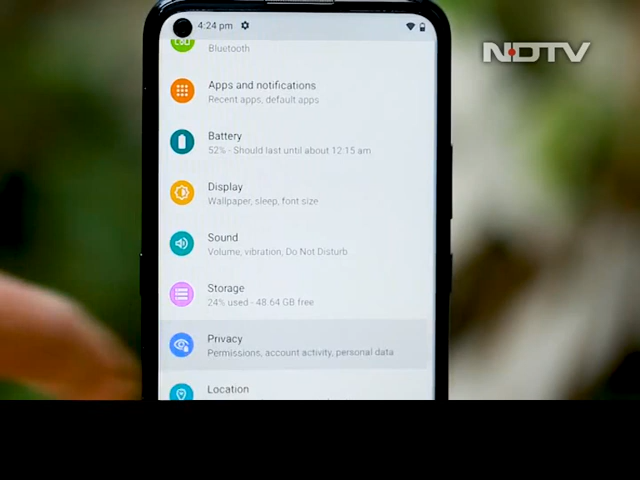 4:24 pm
NDTV
Bluetooth
Apps and notifications
Recent apps, default apps
Battery
52% - Should last until about 12:15 am
Display
Wallpaper, sleep, font size
Sound
Volume, vibration, Do Not Disturb
Storage
24% used - 48.64 GB free
Privacy
Permissions, account activity, personal data
Location